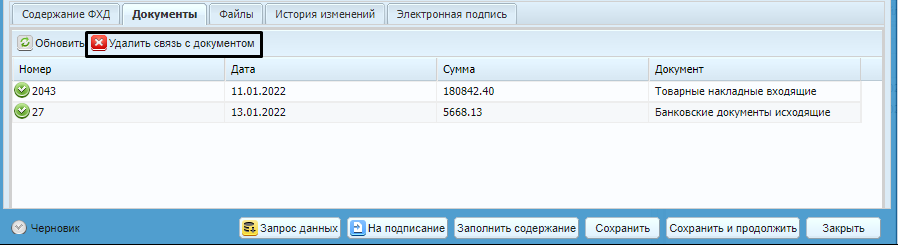 Содержание ФХД Документы Файлы История изменений Электронная подпись
Обновить Удалить связь с документом
Номер Дата Сумма Документ
2043 11.01.2022 180842.40 Товарные накладные входящие
27 13.01.2022 5668.13 Банковские документы исходящие
Черновик Запрос данных На подписание Заполнить содержание Сохранить Сохранить и продолжить Закрыть